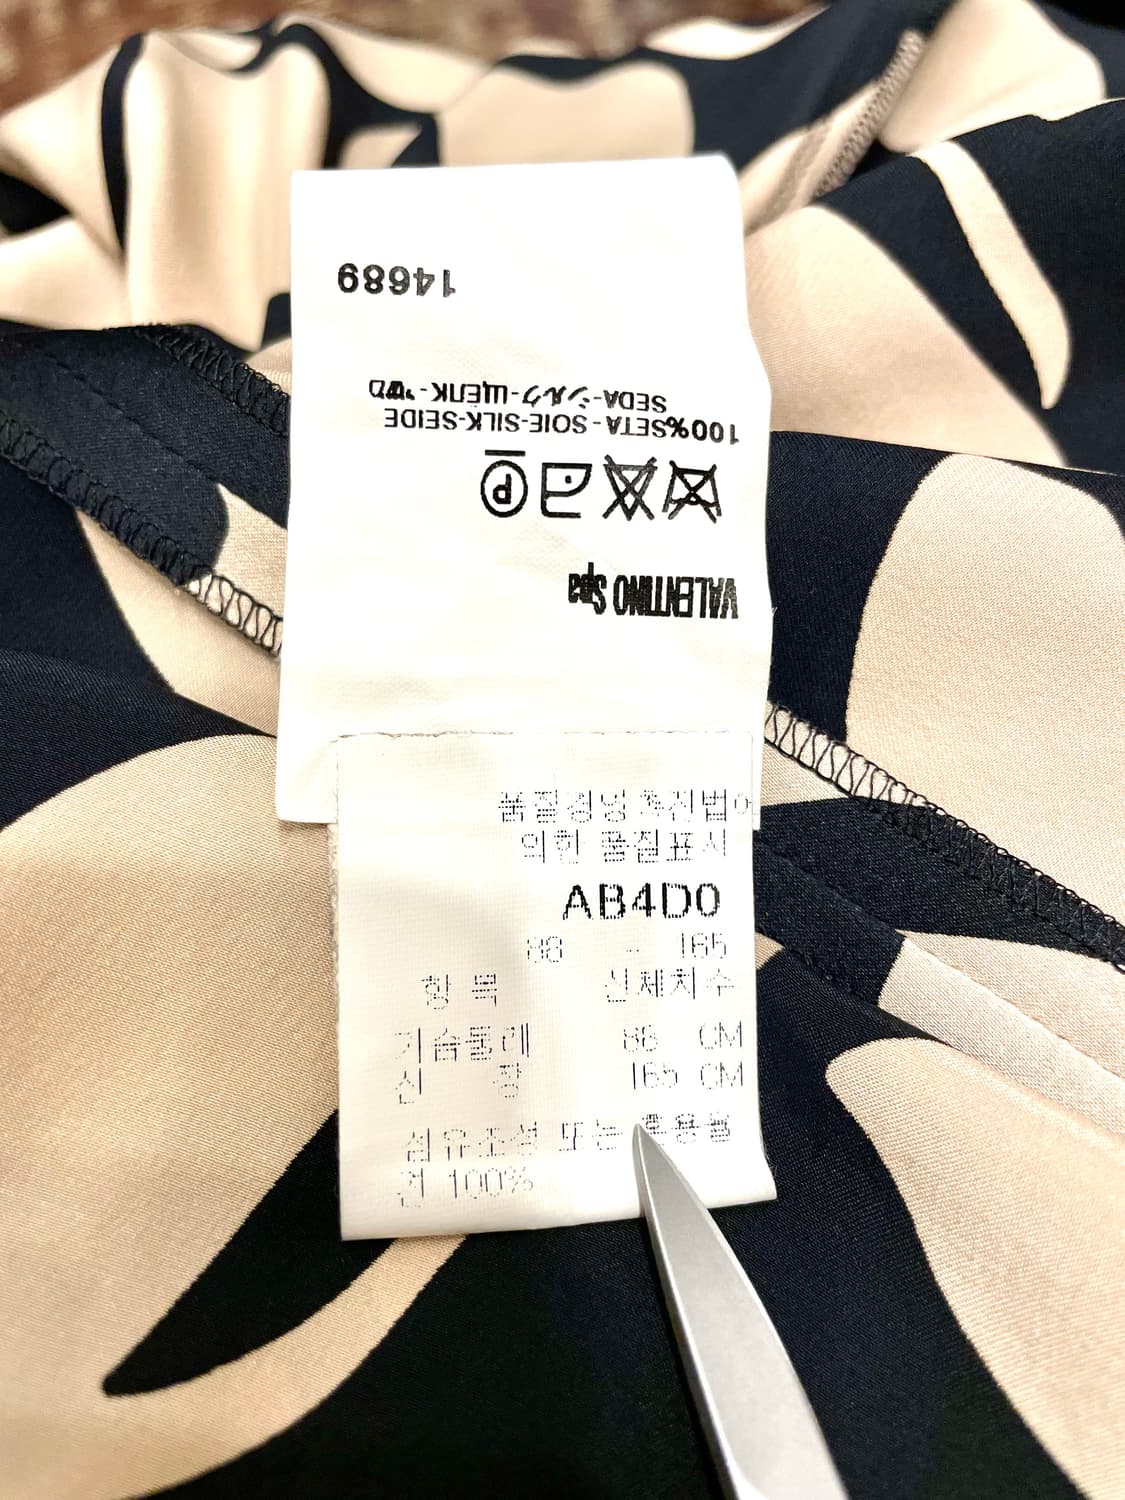 VALENTINO Spa
100%SETA-SOIE-SILK-SEIDE
SEDA-シルク-ШЕЛК-
14689
품질경영촉진법에
의한 품질표시
AB4D0
88 - 165
항 목 신체치수
가슴둘레 88 CM
신 장 165 CM
섬유조성 또는 혼용율
견 100%